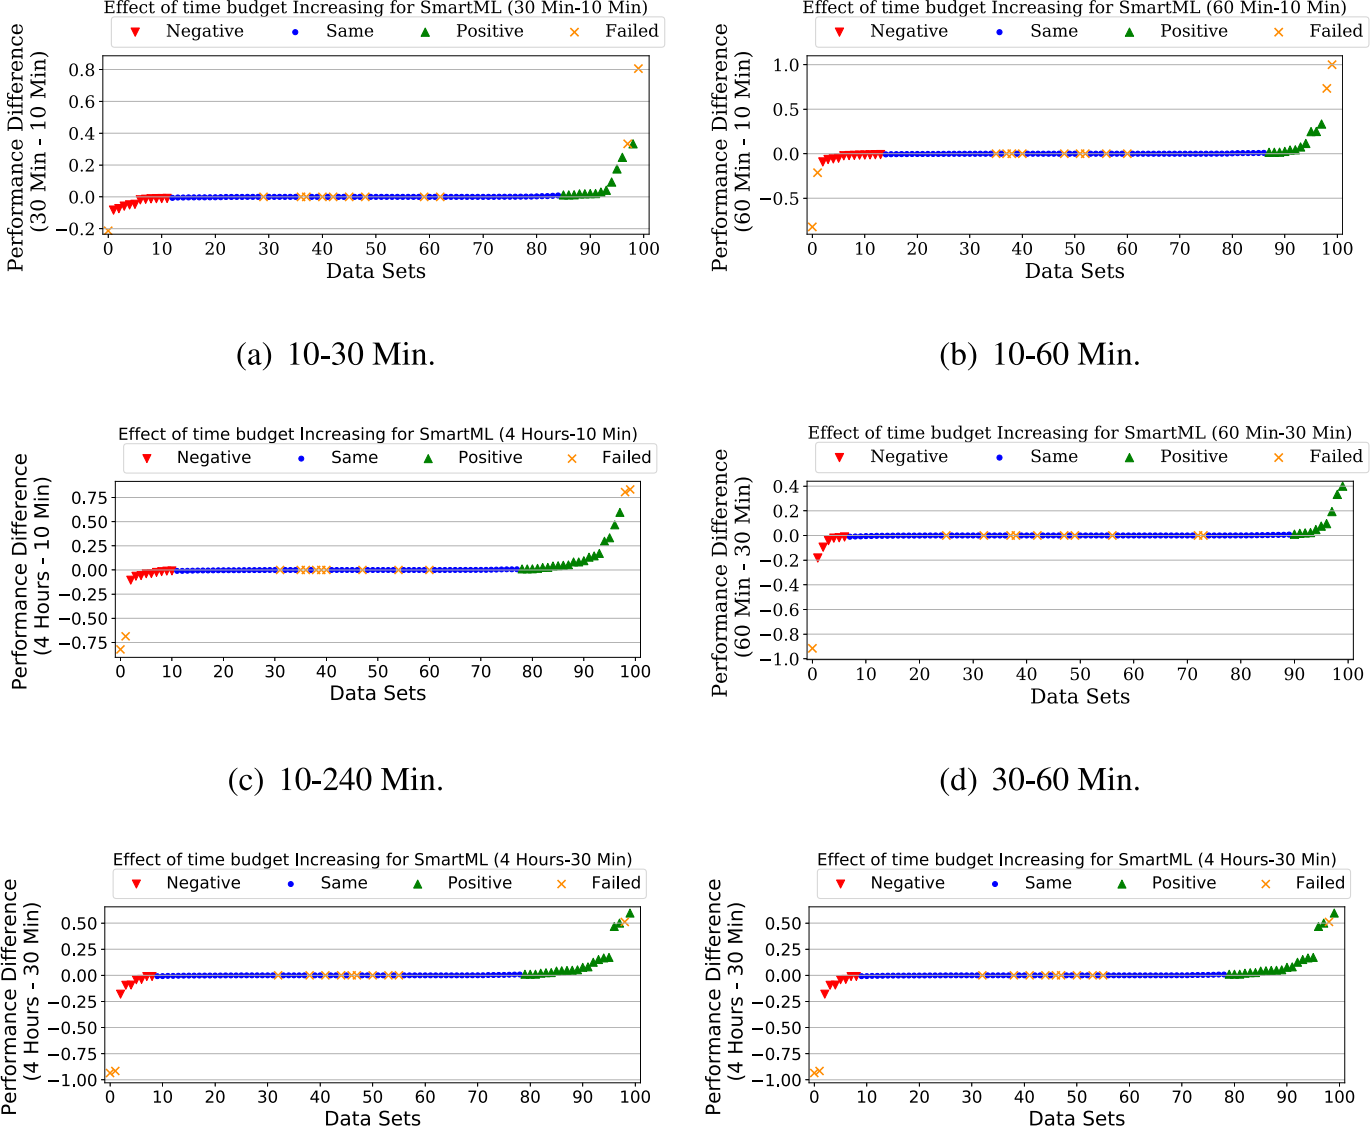 Effect of time budget Increasing for SmartML (30 Min-10 Min)
Negative Same Positive Failed
Performance Difference
(30 Min - 10 Min)
0.8
0.6
0.4
0.2
0.0
−0.2
0 10 20 30 40 50 60 70 80 90 100
Data Sets
(a) 10-30 Min.
Effect of time budget Increasing for SmartML (60 Min-10 Min)
Negative Same Positive Failed
Performance Difference
(60 Min - 10 Min)
1.0
0.5
0.0
−0.5
0 10 20 30 40 50 60 70 80 90 100
Data Sets
(b) 10-60 Min.
Effect of time budget Increasing for SmartML (4 Hours-10 Min)
Negative Same Positive Failed
Performance Difference
(4 Hours - 10 Min)
0.75
0.50
0.25
0.00
−0.25
−0.50
−0.75
0 10 20 30 40 50 60 70 80 90 100
Data Sets
(c) 10-240 Min.
Effect of time budget Increasing for SmartML (60 Min-30 Min)
Negative Same Positive Failed
Performance Difference
(60 Min - 30 Min)
0.4
0.2
0.0
−0.2
−0.4
−0.6
−0.8
−1.0
0 10 20 30 40 50 60 70 80 90 100
Data Sets
(d) 30-60 Min.
Effect of time budget Increasing for SmartML (4 Hours-30 Min)
Negative Same Positive Failed
Performance Difference
(4 Hours - 30 Min)
0.50
0.25
0.00
−0.25
−0.50
−0.75
−1.00
0 10 20 30 40 50 60 70 80 90 100
Data Sets
Effect of time budget Increasing for SmartML (4 Hours-30 Min)
Negative Same Positive Failed
Performance Difference
(4 Hours - 30 Min)
0.50
0.25
0.00
−0.25
−0.50
−0.75
−1.00
0 10 20 30 40 50 60 70 80 90 100
Data Sets